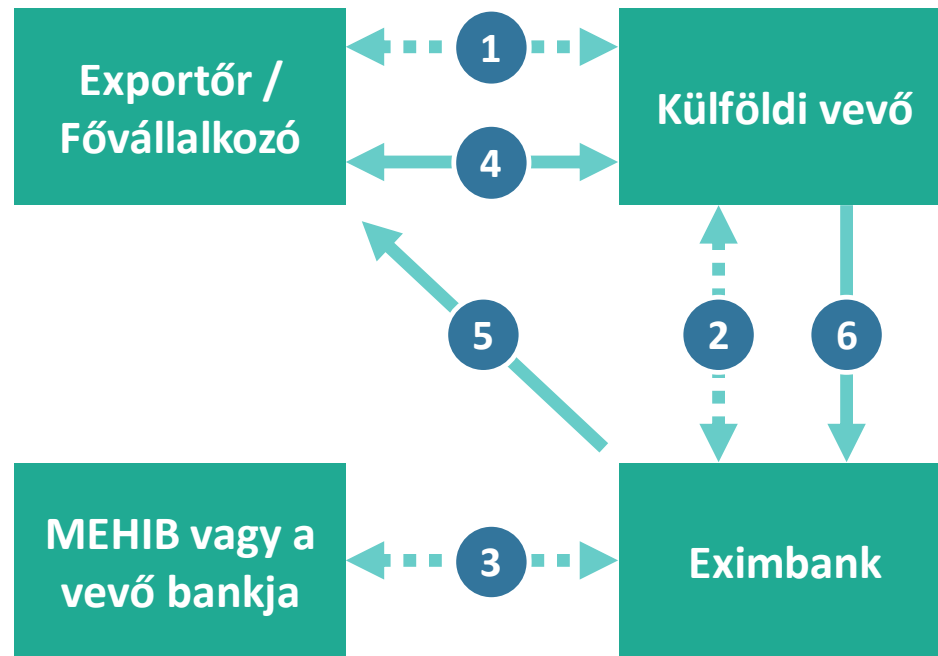 Exportőr /
Fővállalkozó
1
Külföldi vevő
4
5
2
6
MEHIB vagy a
vevő bankja
3
Eximbank